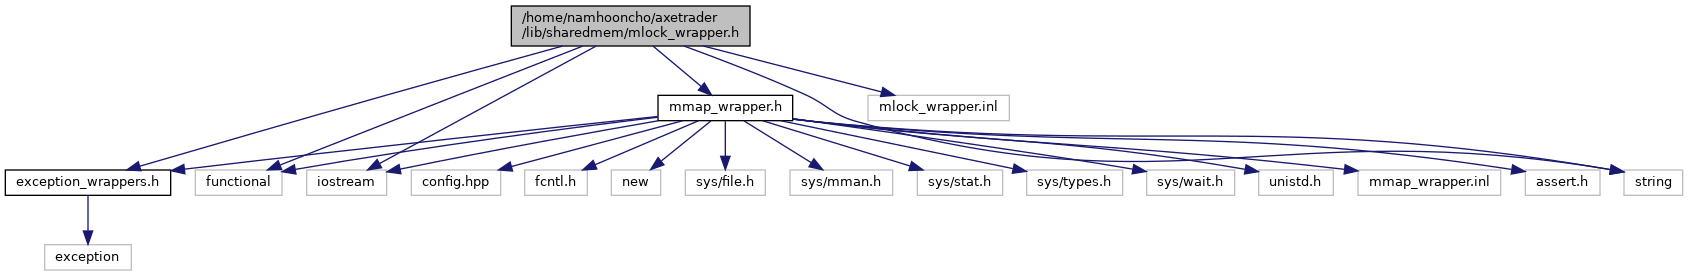 /home/namhooncho/axetrader
/lib/sharedmem/mlock_wrapper.h
mmap_wrapper.h
mlock_wrapper.inl
exception_wrappers.h
functional
iostream
config.hpp
fcntl.h
new
sys/file.h
sys/mman.h
sys/stat.h
sys/types.h
sys/wait.h
unistd.h
mmap_wrapper.inl
assert.h
string
exception